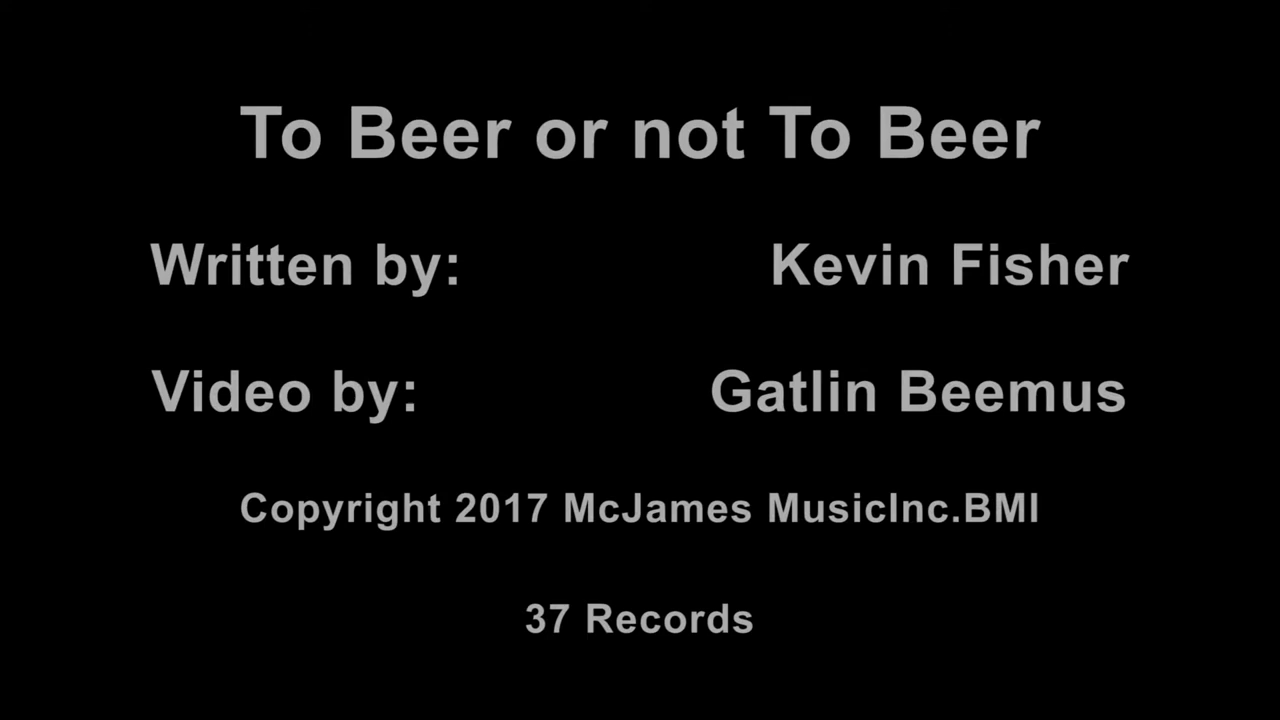 To Beer or not To Beer
Written by: Kevin Fisher
Video by: Gatlin Beemus
Copyright 2017 McJames MusicInc.BMI
37 Records